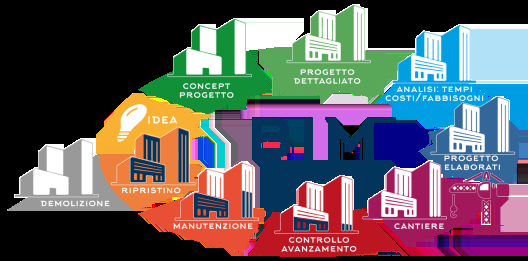 CONCEPT
PROGETTO
PROGETTO
DETTAGLIATO
ANALISI: TEMPI
COSTI/FABBISOGNI
PROGETTO
ELABORATI
CANTIERE
CONTROLLO
AVANZAMENTO
MANUTENZIONE
RIPRISTINO
DEMOLIZIONE
IDEA
BIM